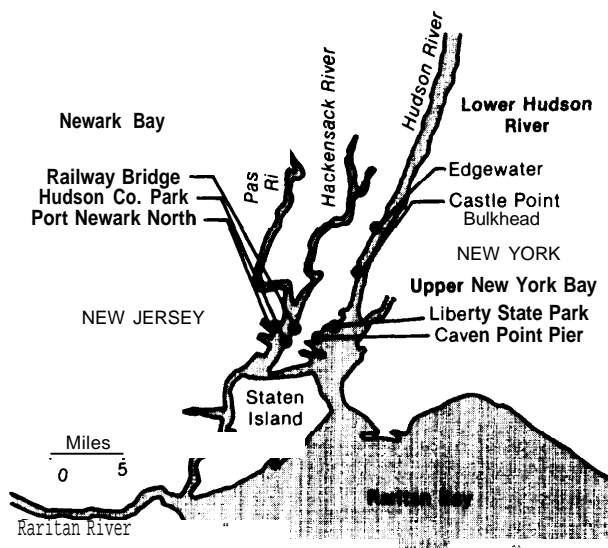 Hudson River
Hackensack River
Pas
Ri
Newark Bay
Lower Hudson
River
Railway Bridge
Hudson Co. Park
Port Newark North
Edgewater
Castle Point
Bulkhead
NEW YORK
Upper New York Bay
NEW JERSEY
Liberty State Park
Caven Point Pier
Staten
Island
Miles
0 5
Raritan Bay
Raritan River